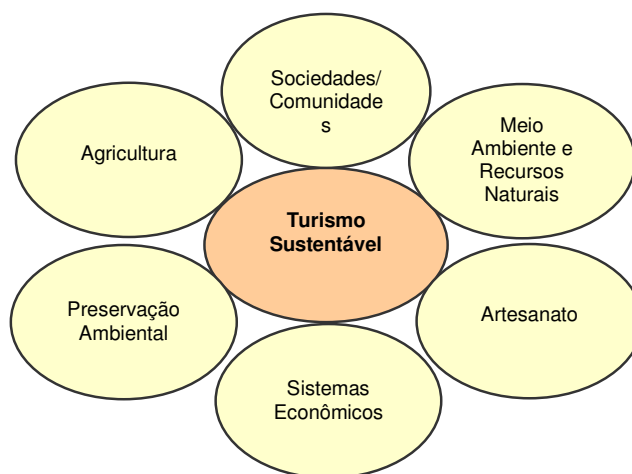 Sociedades/
Comunidade
s
Agricultura
Meio
Ambiente e
Recursos
Naturais
Turismo
Sustentável
Preservação
Ambiental
Artesanato
Sistemas
Econômicos